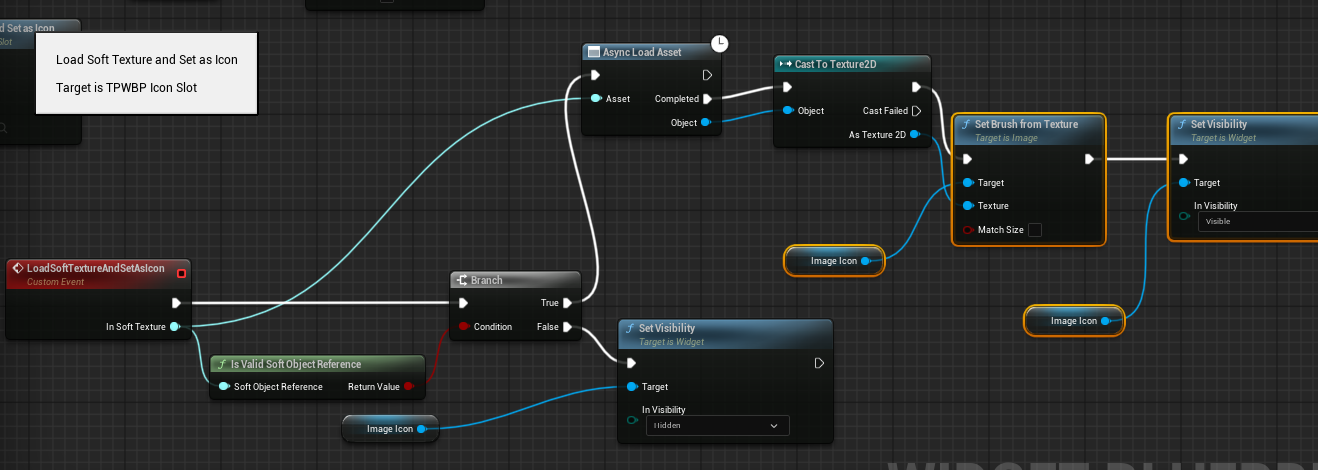 d Set as Icon
Slot
Load Soft Texture and Set as Icon
Target is TPWBP Icon Slot
Async Load Asset
Asset Completed
Object
Cast To Texture2D
Object Cast Failed
As Texture 2D
Set Brush from Texture
Target is Image
Target
Texture
Match Size
Set Visibility
Target is Widget
Target
In Visibility
Visible
Image Icon
Image Icon
LoadSoftTextureAndSetAsIcon
Custom Event
In Soft Texture
Branch
True
Condition False
Is Valid Soft Object Reference
Soft Object Reference Return Value
Image Icon
Set Visibility
Target is Widget
Target
In Visibility
Hidden